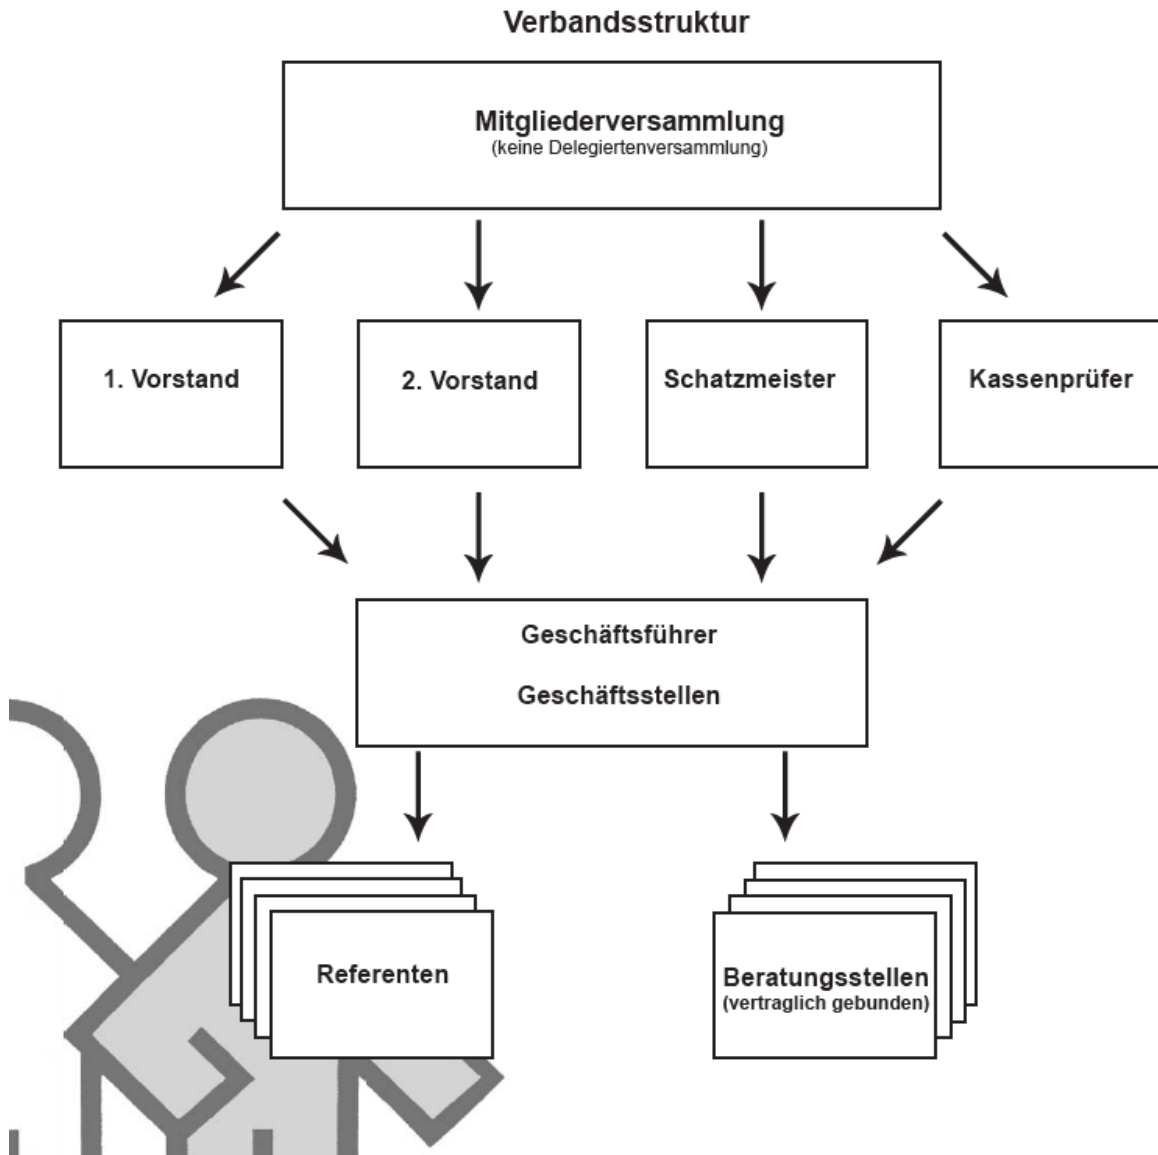 Verbandsstruktur
Mitgliederversammlung
(keine Delegiertenversammlung)
1. Vorstand
2. Vorstand
Schatzmeister
Kassenprüfer
Geschäftsführer
Geschäftsstellen
Referenten
Beratungsstellen
(vertraglich gebunden)